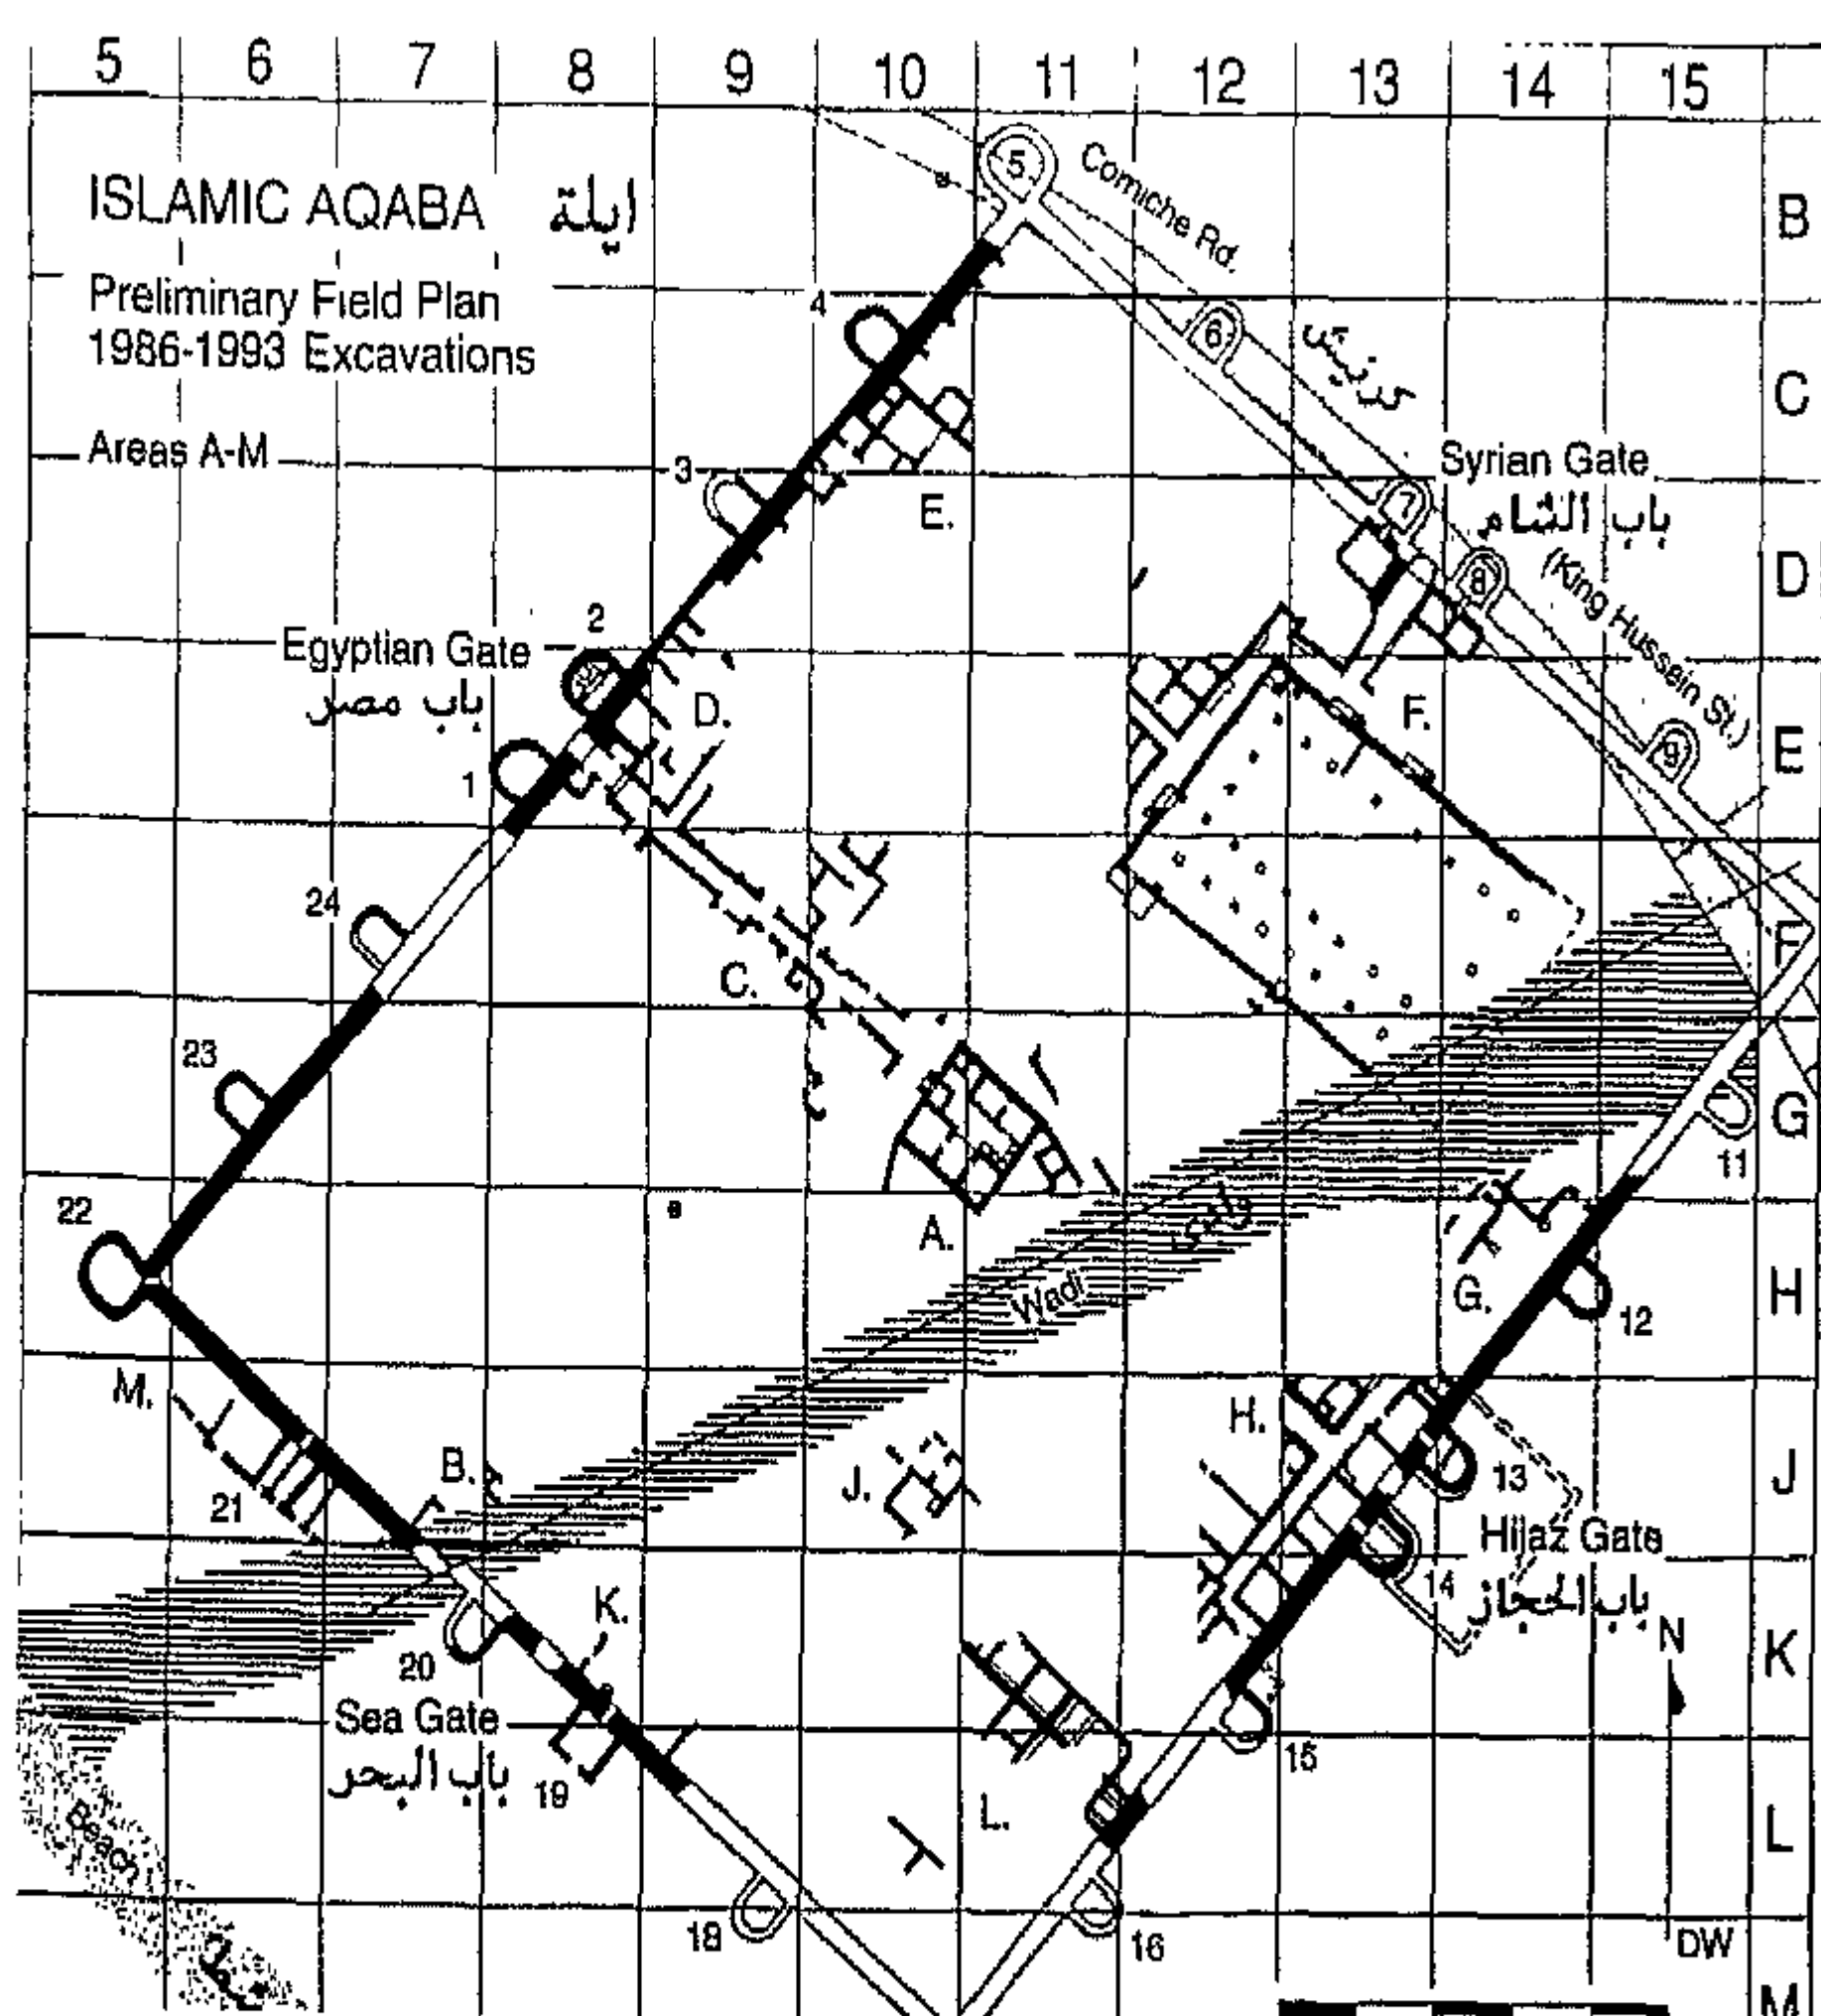 5 6 7 8 9 10 11 12 13 14 15
ISLAMIC AQABA ايلة
Preliminary Field Plan
1986-1993 Excavations
Areas A-M
B
C
D
E
F
G
H
J
K
L
M
5
Corniche Rd.
كرنيش
4
6
3
E.
Syrian Gate
باب الشام
7
8
(King Hussein St.)
2
Egyptian Gate
باب مصر
D.
F.
1
9
24
C.
23
11
22
A.
وادي
Wadi
G.
12
M.
H.
B.
J.
13
21
Hijaz Gate
باب الحجاز
14
K.
N
20
Sea Gate
باب البحر
19
15
L.
Beach
18
16
DW